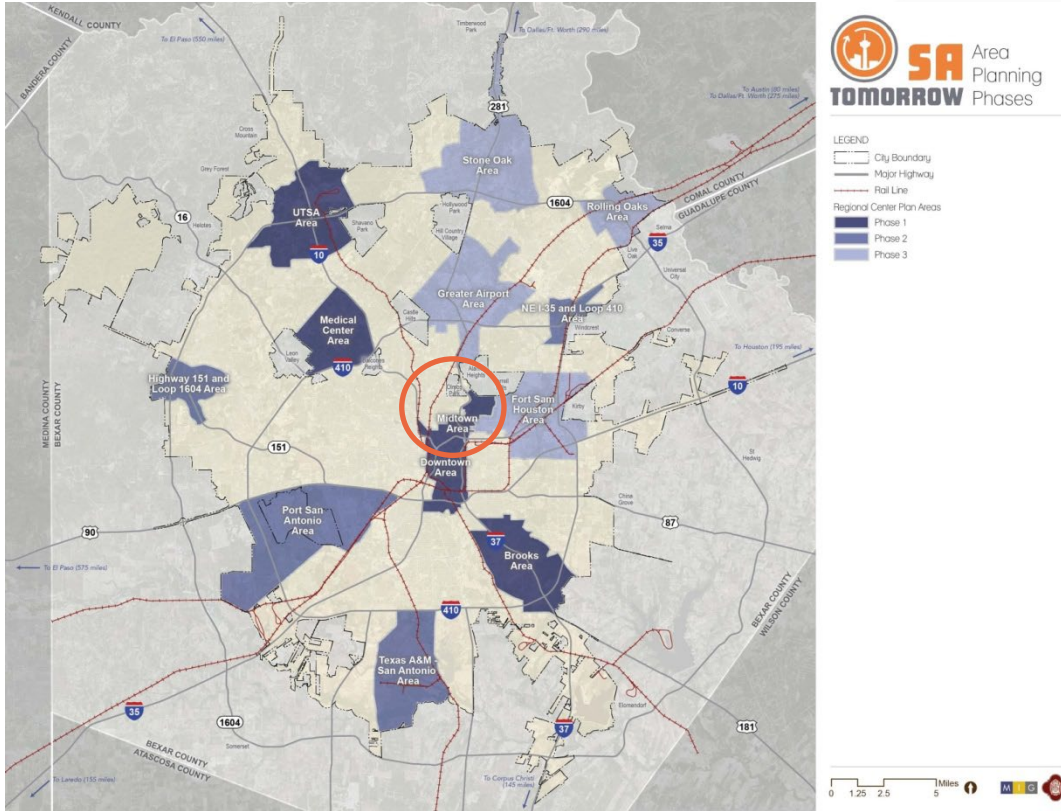 KENDALL COUNTY
BANDERA COUNTY
To El Paso (550 miles)
Timberwood
Park
To Dallas/Ft. Worth (290 miles)
281
Cross
Mountain
Grey Forest
Stone Oak
Area
To Austin (80 miles)
To Dallas/Ft. Worth (275 miles)
COMAL COUNTY
GUADALUPE COUNTY
16
Helotes
UTSA
Area
Shavano
Park
Hollywood
Park
Hill Country
Village
1604
Rolling Oaks
Area
Selma
35
Live
Oak
Universal
City
10
Greater Airport
Area
NE I-35 and Loop 410
Area
Windcrest
Converse
Castle
Hills
Medical
Center
Area
Leon
Valley
410
Heights
To Houston (195 miles)
10
Highway 151 and
Loop 1604 Area
Heights
Park
Fort Sam
Houston
Area
Kirby
Midtown
Area
MEDINA COUNTY
BEXAR COUNTY
151
Downtown
Area
St
Hedwig
China
Grove
Port San
Antonio
Area
87
90
37
Brooks
Area
To El Paso (575 miles)
410
BEXAR COUNTY
WILSON COUNTY
Texas A&M -
San Antonio
Area
35
1604
Somerset
Elmendorf
37
181
BEXAR COUNTY
ATASCOSA COUNTY
To Laredo (155 miles)
To Corpus Christi
(145 miles)
SA
TOMORROW
Area
Planning
Phases
LEGEND
City Boundary
Major Highway
Rail Line
Regional Center Plan Areas
Phase 1
Phase 2
Phase 3
0 1.25 2.5 5 Miles
M I G